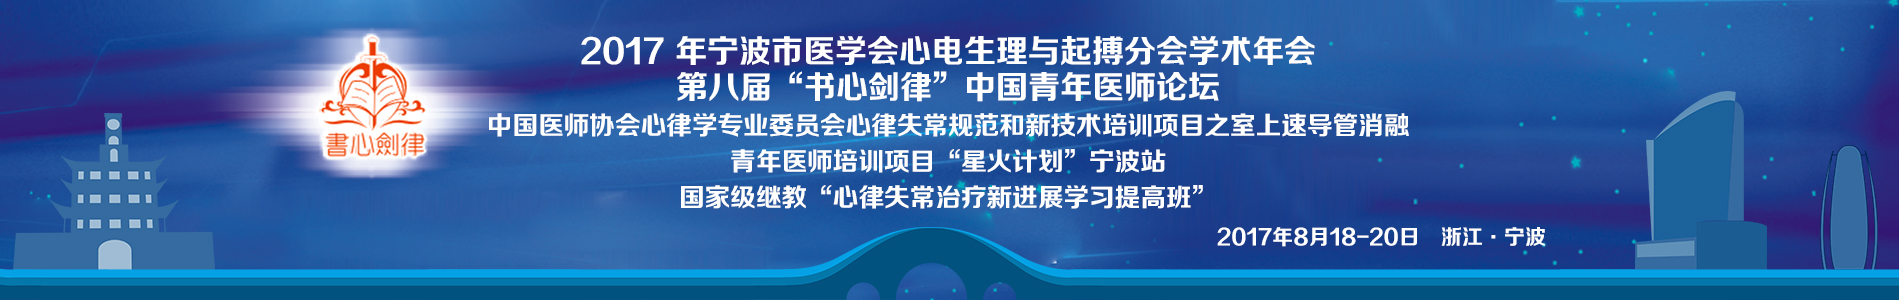 2017 年宁波市医学会心电生理与起搏分会学术年会
第八届“书心剑律”中国青年医师论坛
中国医师协会心律学专业委员会心律失常规范和新技术培训项目之室上速导管消融
青年医师培训项目“星火计划”宁波站
国家级继教“心律失常治疗新进展学习提高班”
書心劍律
2017年8月18-20日 浙江·宁波